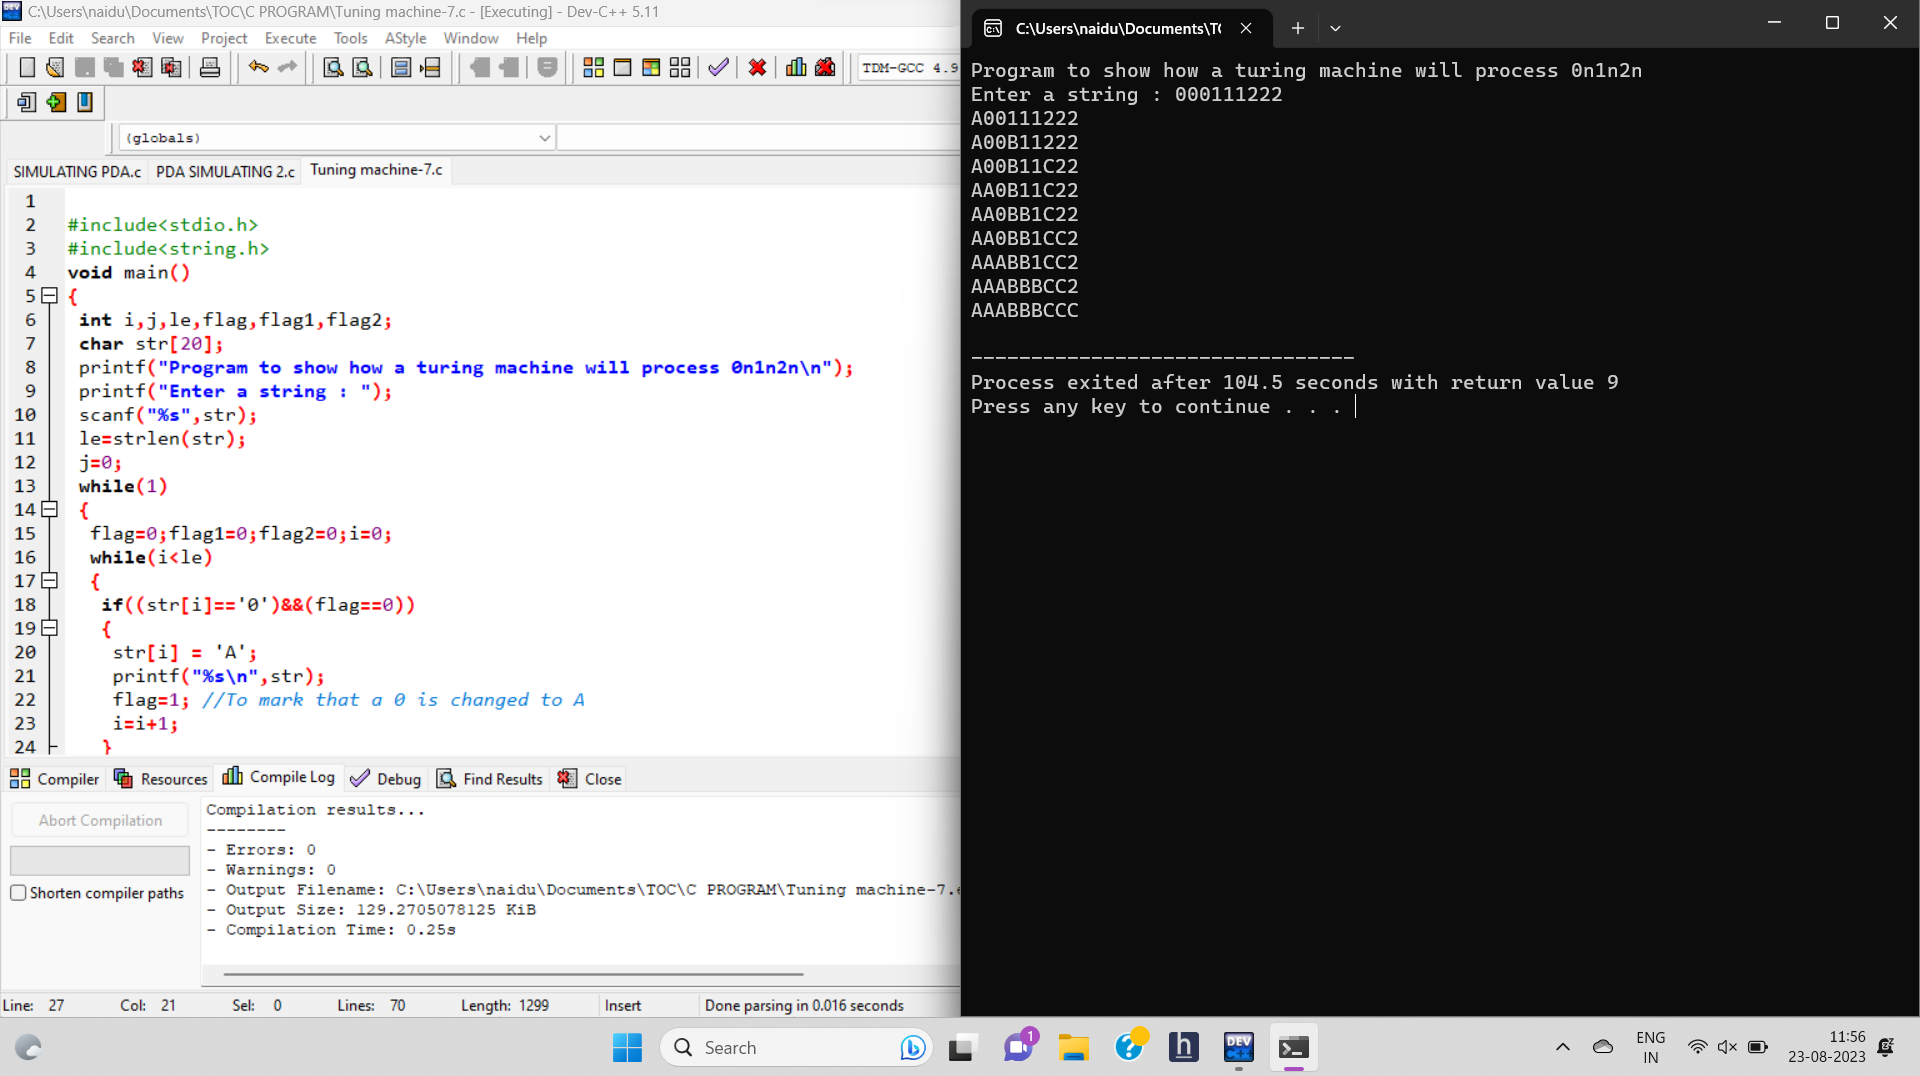 C:\Users\naidu\Documents\TOC\C PROGRAM\Tuning machine-7.c - [Executing] - Dev-C++ 5.11
File Edit Search View Project Execute Tools AStyle Window Help
TDM-GCC 4.9
(globals)
SIMULATING PDA.c PDA SIMULATING 2.c Tuning machine-7.c
1
2 #include<stdio.h>
3 #include<string.h>
4 void main()
5 {
6 int i,j,le,flag,flag1,flag2;
7 char str[20];
8 printf("Program to show how a turing machine will process 0n1n2n\n");
9 printf("Enter a string : ");
10 scanf("%s",str);
11 le=strlen(str);
12 j=0;
13 while(1)
14 {
15 flag=0;flag1=0;flag2=0;i=0;
16 while(i<le)
17 {
18 if((str[i]=='0')&&(flag==0))
19 {
20 str[i] = 'A';
21 printf("%s\n",str);
22 flag=1; //To mark that a 0 is changed to A
23 i=i+1;
24 }
Compiler Resources Compile Log Debug Find Results Close
Abort Compilation
Shorten compiler paths
Compilation results...
--------
- Errors: 0
- Warnings: 0
- Output Filename: C:\Users\naidu\Documents\TOC\C PROGRAM\Tuning machine-7.e
- Output Size: 129.2705078125 KiB
- Compilation Time: 0.25s
Line: 27 Col: 21 Sel: 0 Lines: 70 Length: 1299 Insert Done parsing in 0.016 seconds
C:\Users\naidu\Documents\TC
Program to show how a turing machine will process 0n1n2n
Enter a string : 000111222
A00111222
A00B11222
A00B11C22
AA0B11C22
AA0BB1C22
AA0BB1CC2
AAABB1CC2
AAABBBCC2
AAABBBCCC
--------------------------------
Process exited after 104.5 seconds with return value 9
Press any key to continue . . .
Search
1
?
h
DEV
C++
ENG
IN
11:56
23-08-2023